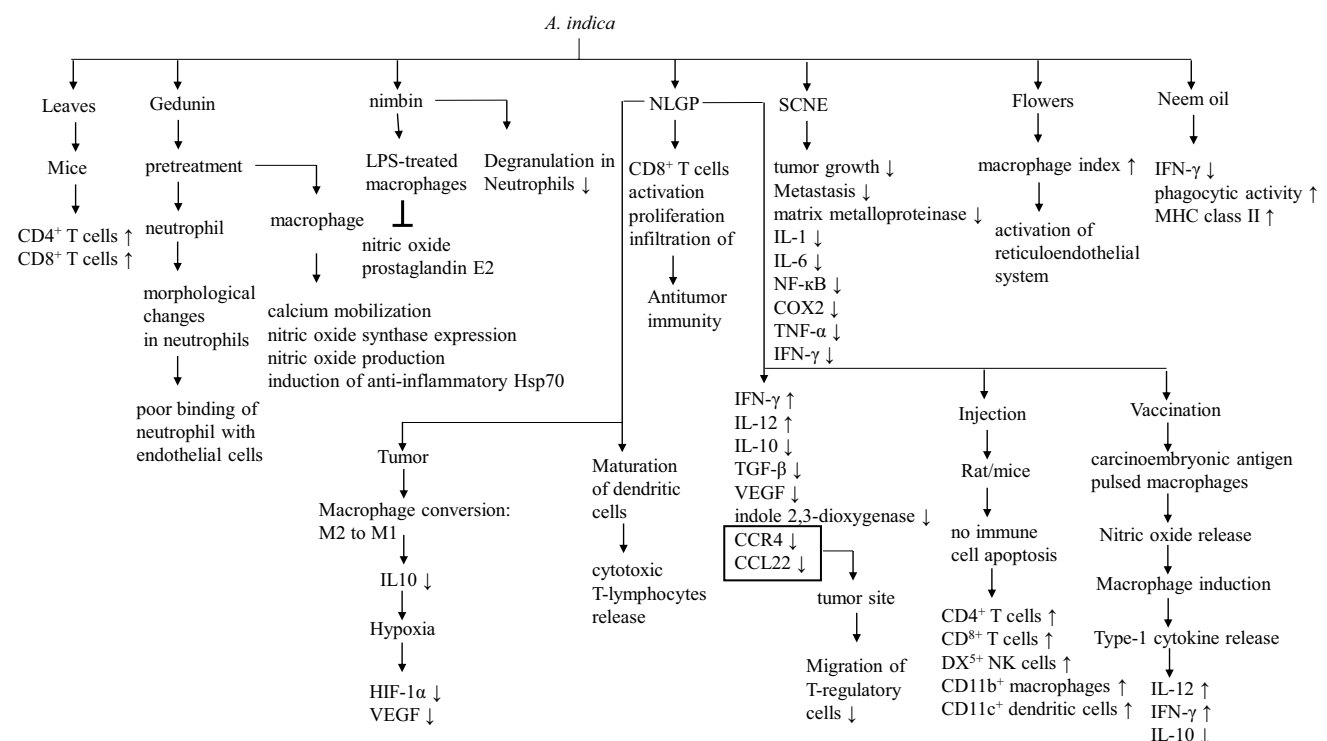 A. indica
Leaves
Mice
CD4⁺ T cells ↑
CD8⁺ T cells ↑
Gedunin
pretreatment
neutrophil
morphological
changes
in neutrophils
poor binding of
neutrophil with
endothelial cells
macrophage
calcium mobilization
nitric oxide synthase expression
nitric oxide production
induction of anti-inflammatory Hsp70
nimbin
LPS-treated
macrophages
nitric oxide
prostaglandin E2
Degranulation in
Neutrophils ↓
NLGP
CD8⁺ T cells
activation
proliferation
infiltration of
Antitumor
immunity
Tumor
Macrophage conversion:
M2 to M1
IL10 ↓
Hypoxia
HIF-1α ↓
VEGF ↓
Maturation
of dendritic
cells
cytotoxic
T-lymphocytes
release
IFN-γ ↑
IL-12 ↑
IL-10 ↓
TGF-β ↓
VEGF ↓
indole 2,3-dioxygenase ↓
CCR4 ↓
CCL22 ↓
tumor site
Migration of
T-regulatory
cells ↓
Injection
Rat/mice
no immune
cell apoptosis
CD4⁺ T cells ↑
CD⁸⁺ T cells ↑
DX⁵⁺ NK cells ↑
CD11b⁺ macrophages ↑
CD11c⁺ dendritic cells ↑
Vaccination
carcinoembryonic antigen
pulsed macrophages
Nitric oxide release
Macrophage induction
Type-1 cytokine release
IL-12 ↑
IFN-γ ↑
IL-10 ↓
SCNE
tumor growth ↓
Metastasis ↓
matrix metalloproteinase ↓
IL-1 ↓
IL-6 ↓
NF-κB ↓
COX2 ↓
TNF-α ↓
IFN-γ ↓
Flowers
macrophage index ↑
activation of
reticuloendothelial
system
Neem oil
IFN-γ ↓
phagocytic activity ↑
MHC class II ↑